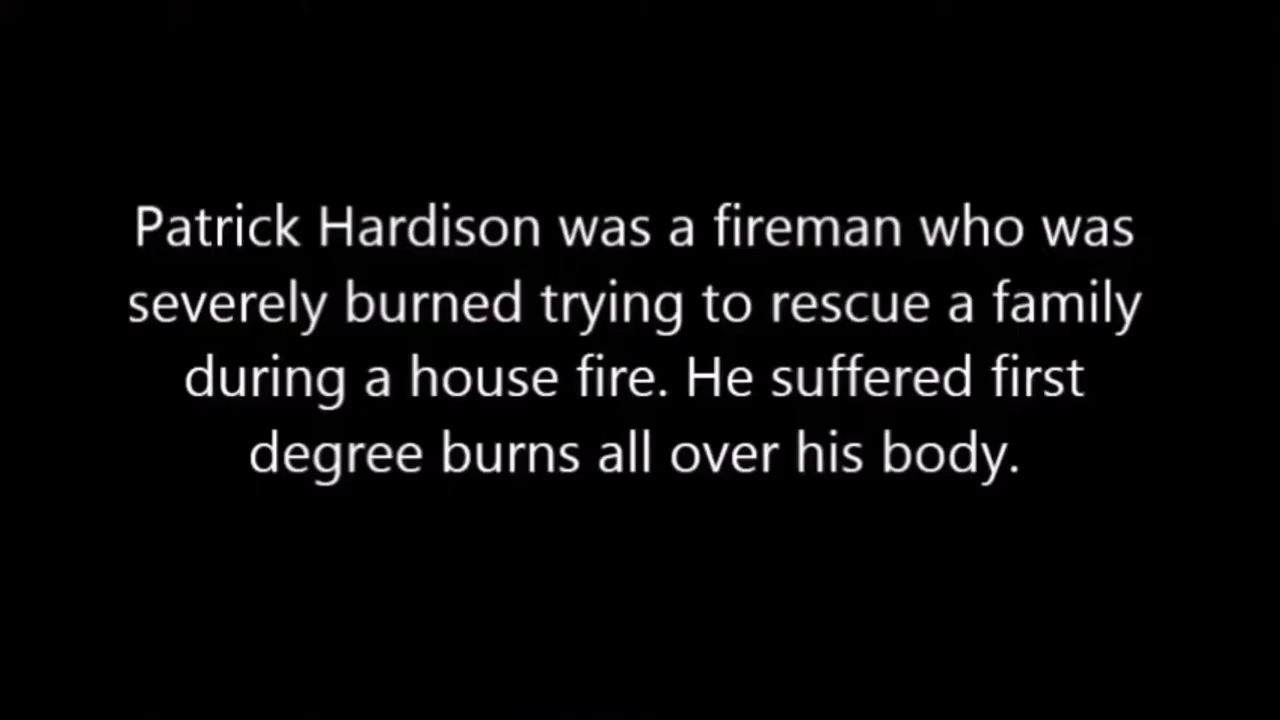 Patrick Hardison was a fireman who was
severely burned trying to rescue a family
during a house fire. He suffered first
degree burns all over his body.